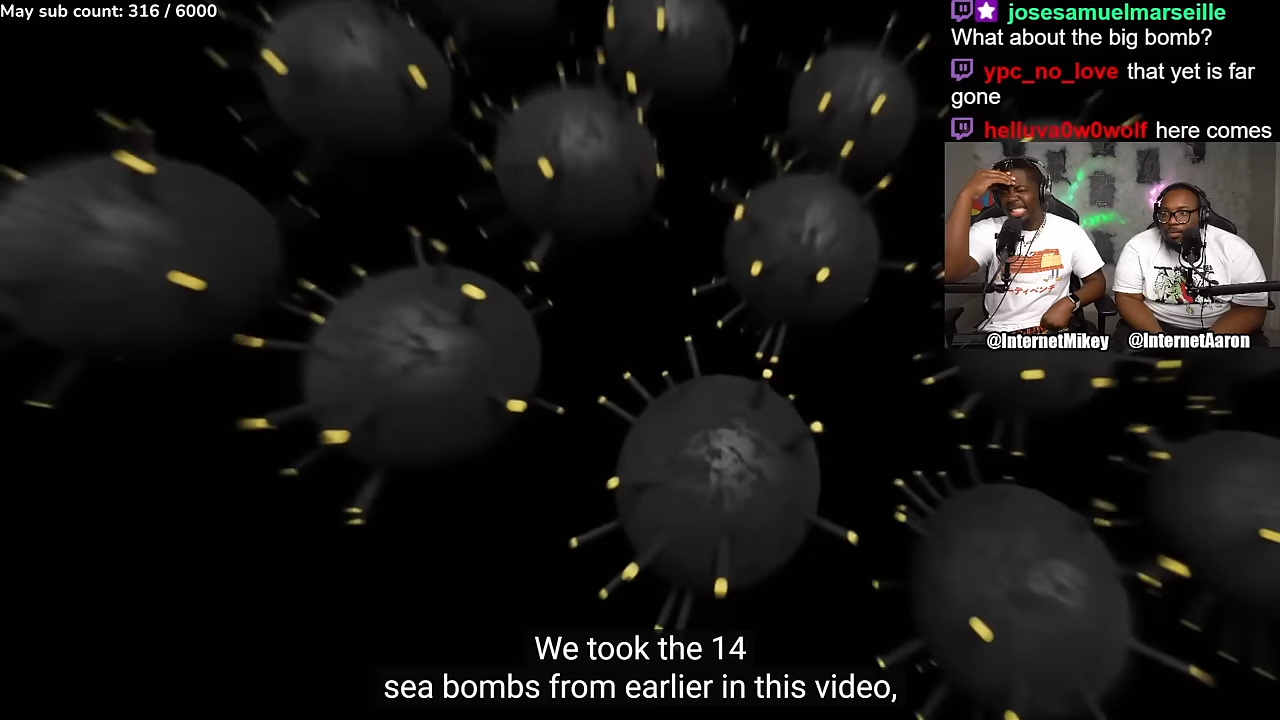 May sub count: 316 / 6000
josesamuelmarseille
What about the big bomb?
ypc_no_love that yet is far
gone
helluva0w0wolf here comes
@InternetMikey @InternetAaron
We took the 14
sea bombs from earlier in this video,